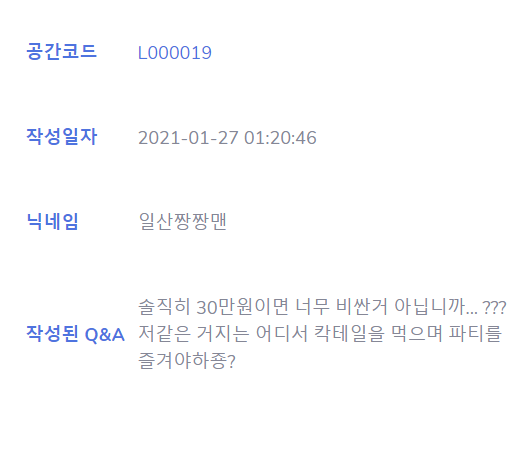 공간코드 L000019
작성일자 2021-01-27 01:20:46
닉네임 일산짱짱맨
작성된 Q&A
솔직히 30만원이면 너무 비싼거 아닙니까... ???
저같은 거지는 어디서 칵테일을 먹으며 파티를
즐겨야하죵?